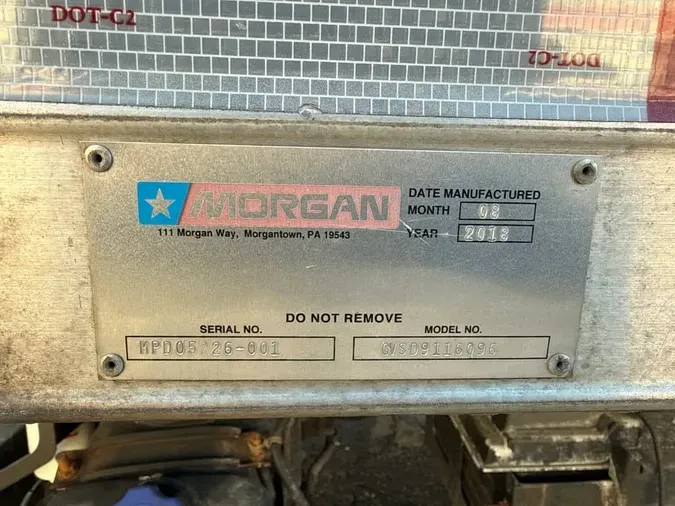 DOT-C2
DOT-C2
MORGAN
111 Morgan Way, Morgantown, PA 19543
DATE MANUFACTURED
MONTH 08
YEAR 2018
DO NOT REMOVE
SERIAL NO.
MODEL NO.